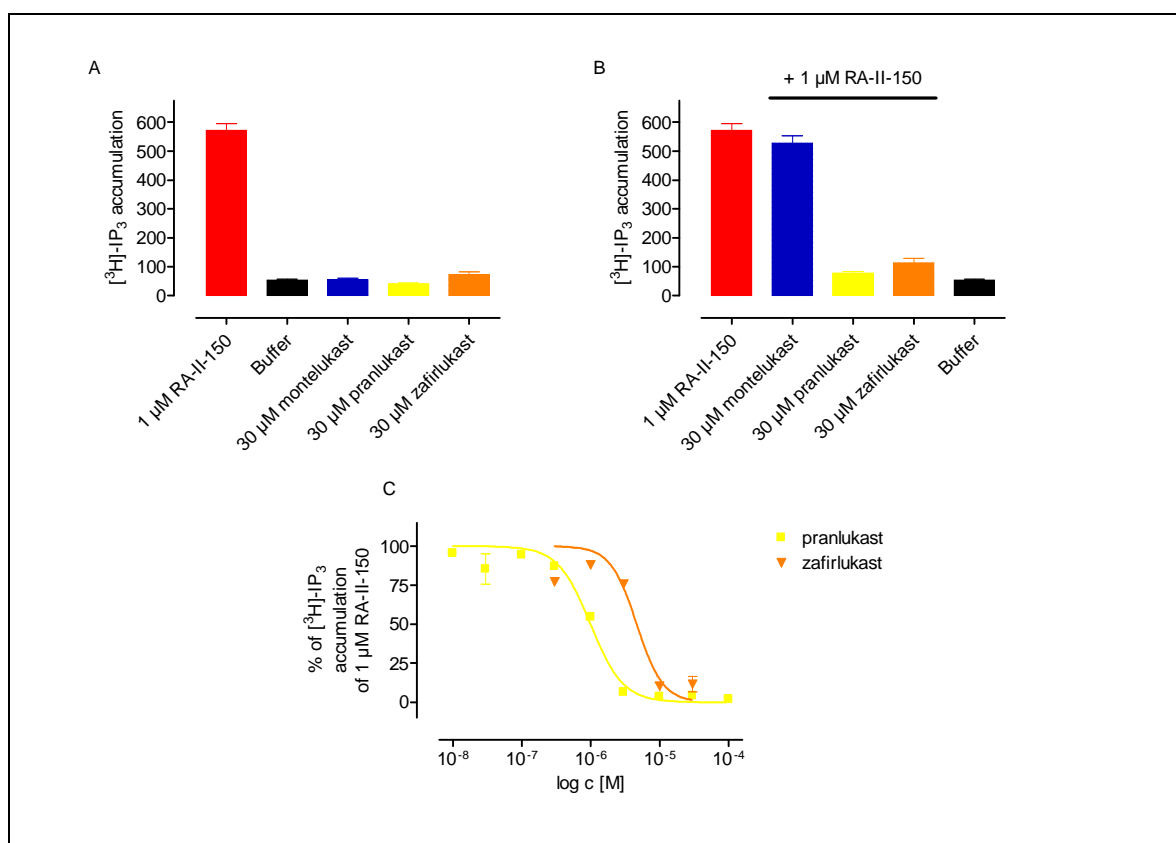 A
[³H]-IP₃ accumulation
600
500
400
300
200
100
0
1 µM RA-II-150
Buffer
30 µM montelukast
30 µM pranlukast
30 µM zafirlukast
B
+ 1 µM RA-II-150
[³H]-IP₃ accumulation
600
500
400
300
200
100
0
1 µM RA-II-150
30 µM montelukast
30 µM pranlukast
30 µM zafirlukast
Buffer
C
% of [³H]-IP₃
accumulation
of 1 µM RA-II-150
100
75
50
25
0
10⁻⁸
10⁻⁷
10⁻⁶
10⁻⁵
10⁻⁴
log c [M]
pranlukast
zafirlukast